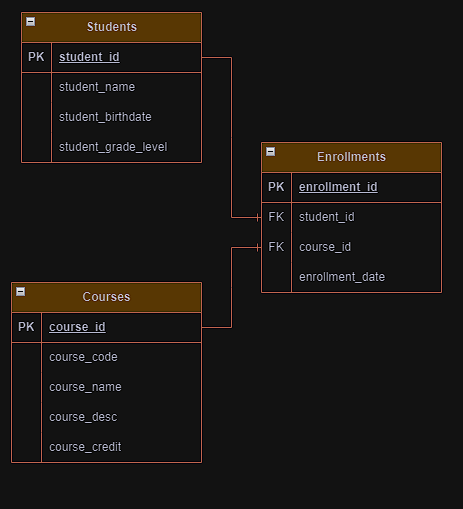 Students
PK student_id
student_name
student_birthdate
student_grade_level
Enrollments
PK enrollment_id
FK student_id
FK course_id
enrollment_date
Courses
PK course_id
course_code
course_name
course_desc
course_credit